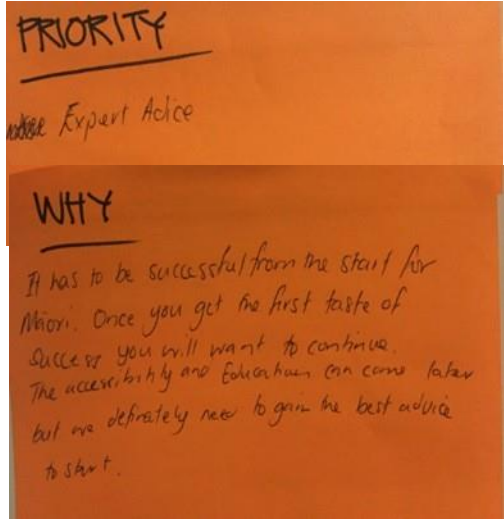 PRIORITY
Expert Adice
WHY
It has to be successful from the start for
Māori. Once you get the first taste of
success you will want to continue.
The accessibility and Education can come later
but we definately need to gain the best advice
to start.